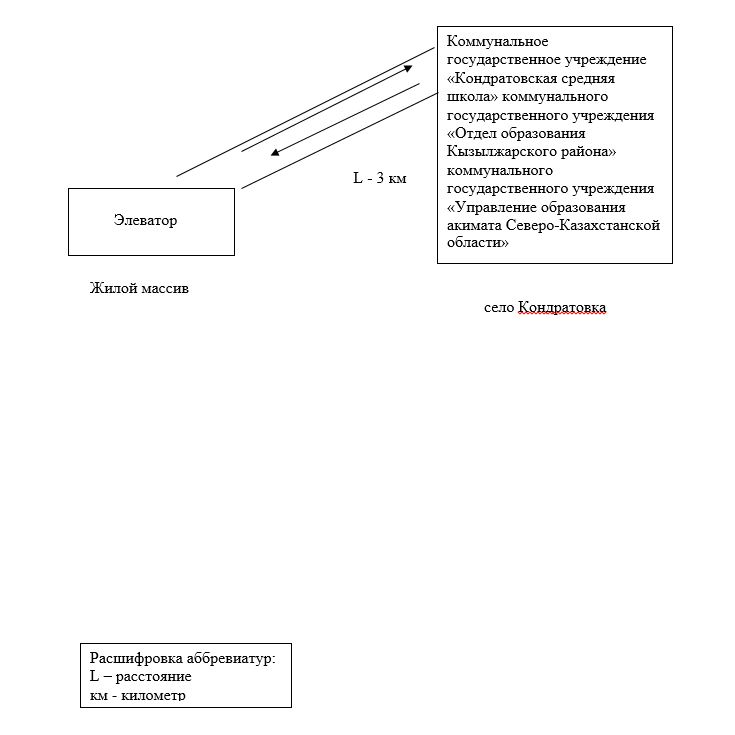 Коммунальное
государственное учреждение
«Кондратовская средняя
школа» коммунального
государственного учреждения
«Отдел образования
Кызылжарского района»
коммунального
государственного учреждения
«Управление образования
акимата Северо-Казахстанской
области»
L - 3 км
Элеватор
Жилой массив
село Кондратовка
Расшифровка аббревиатур:
L – расстояние
км - километр